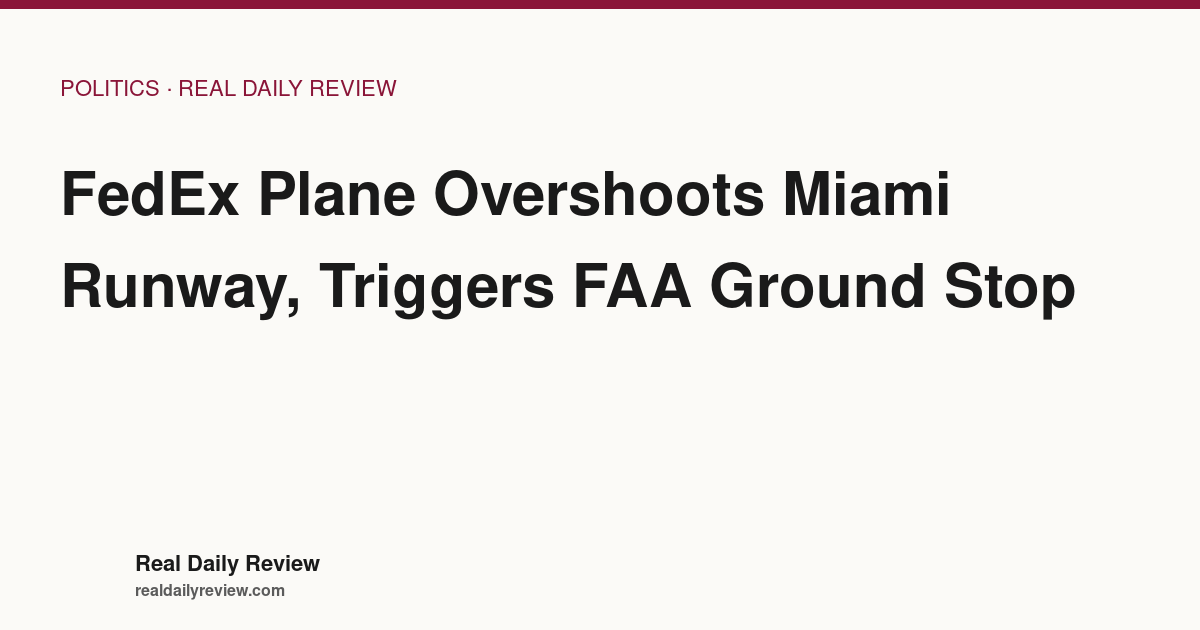 POLITICS · REAL DAILY REVIEW
FedEx Plane Overshoots Miami
Runway, Triggers FAA Ground Stop
Real Daily Review
realdailyreview.com